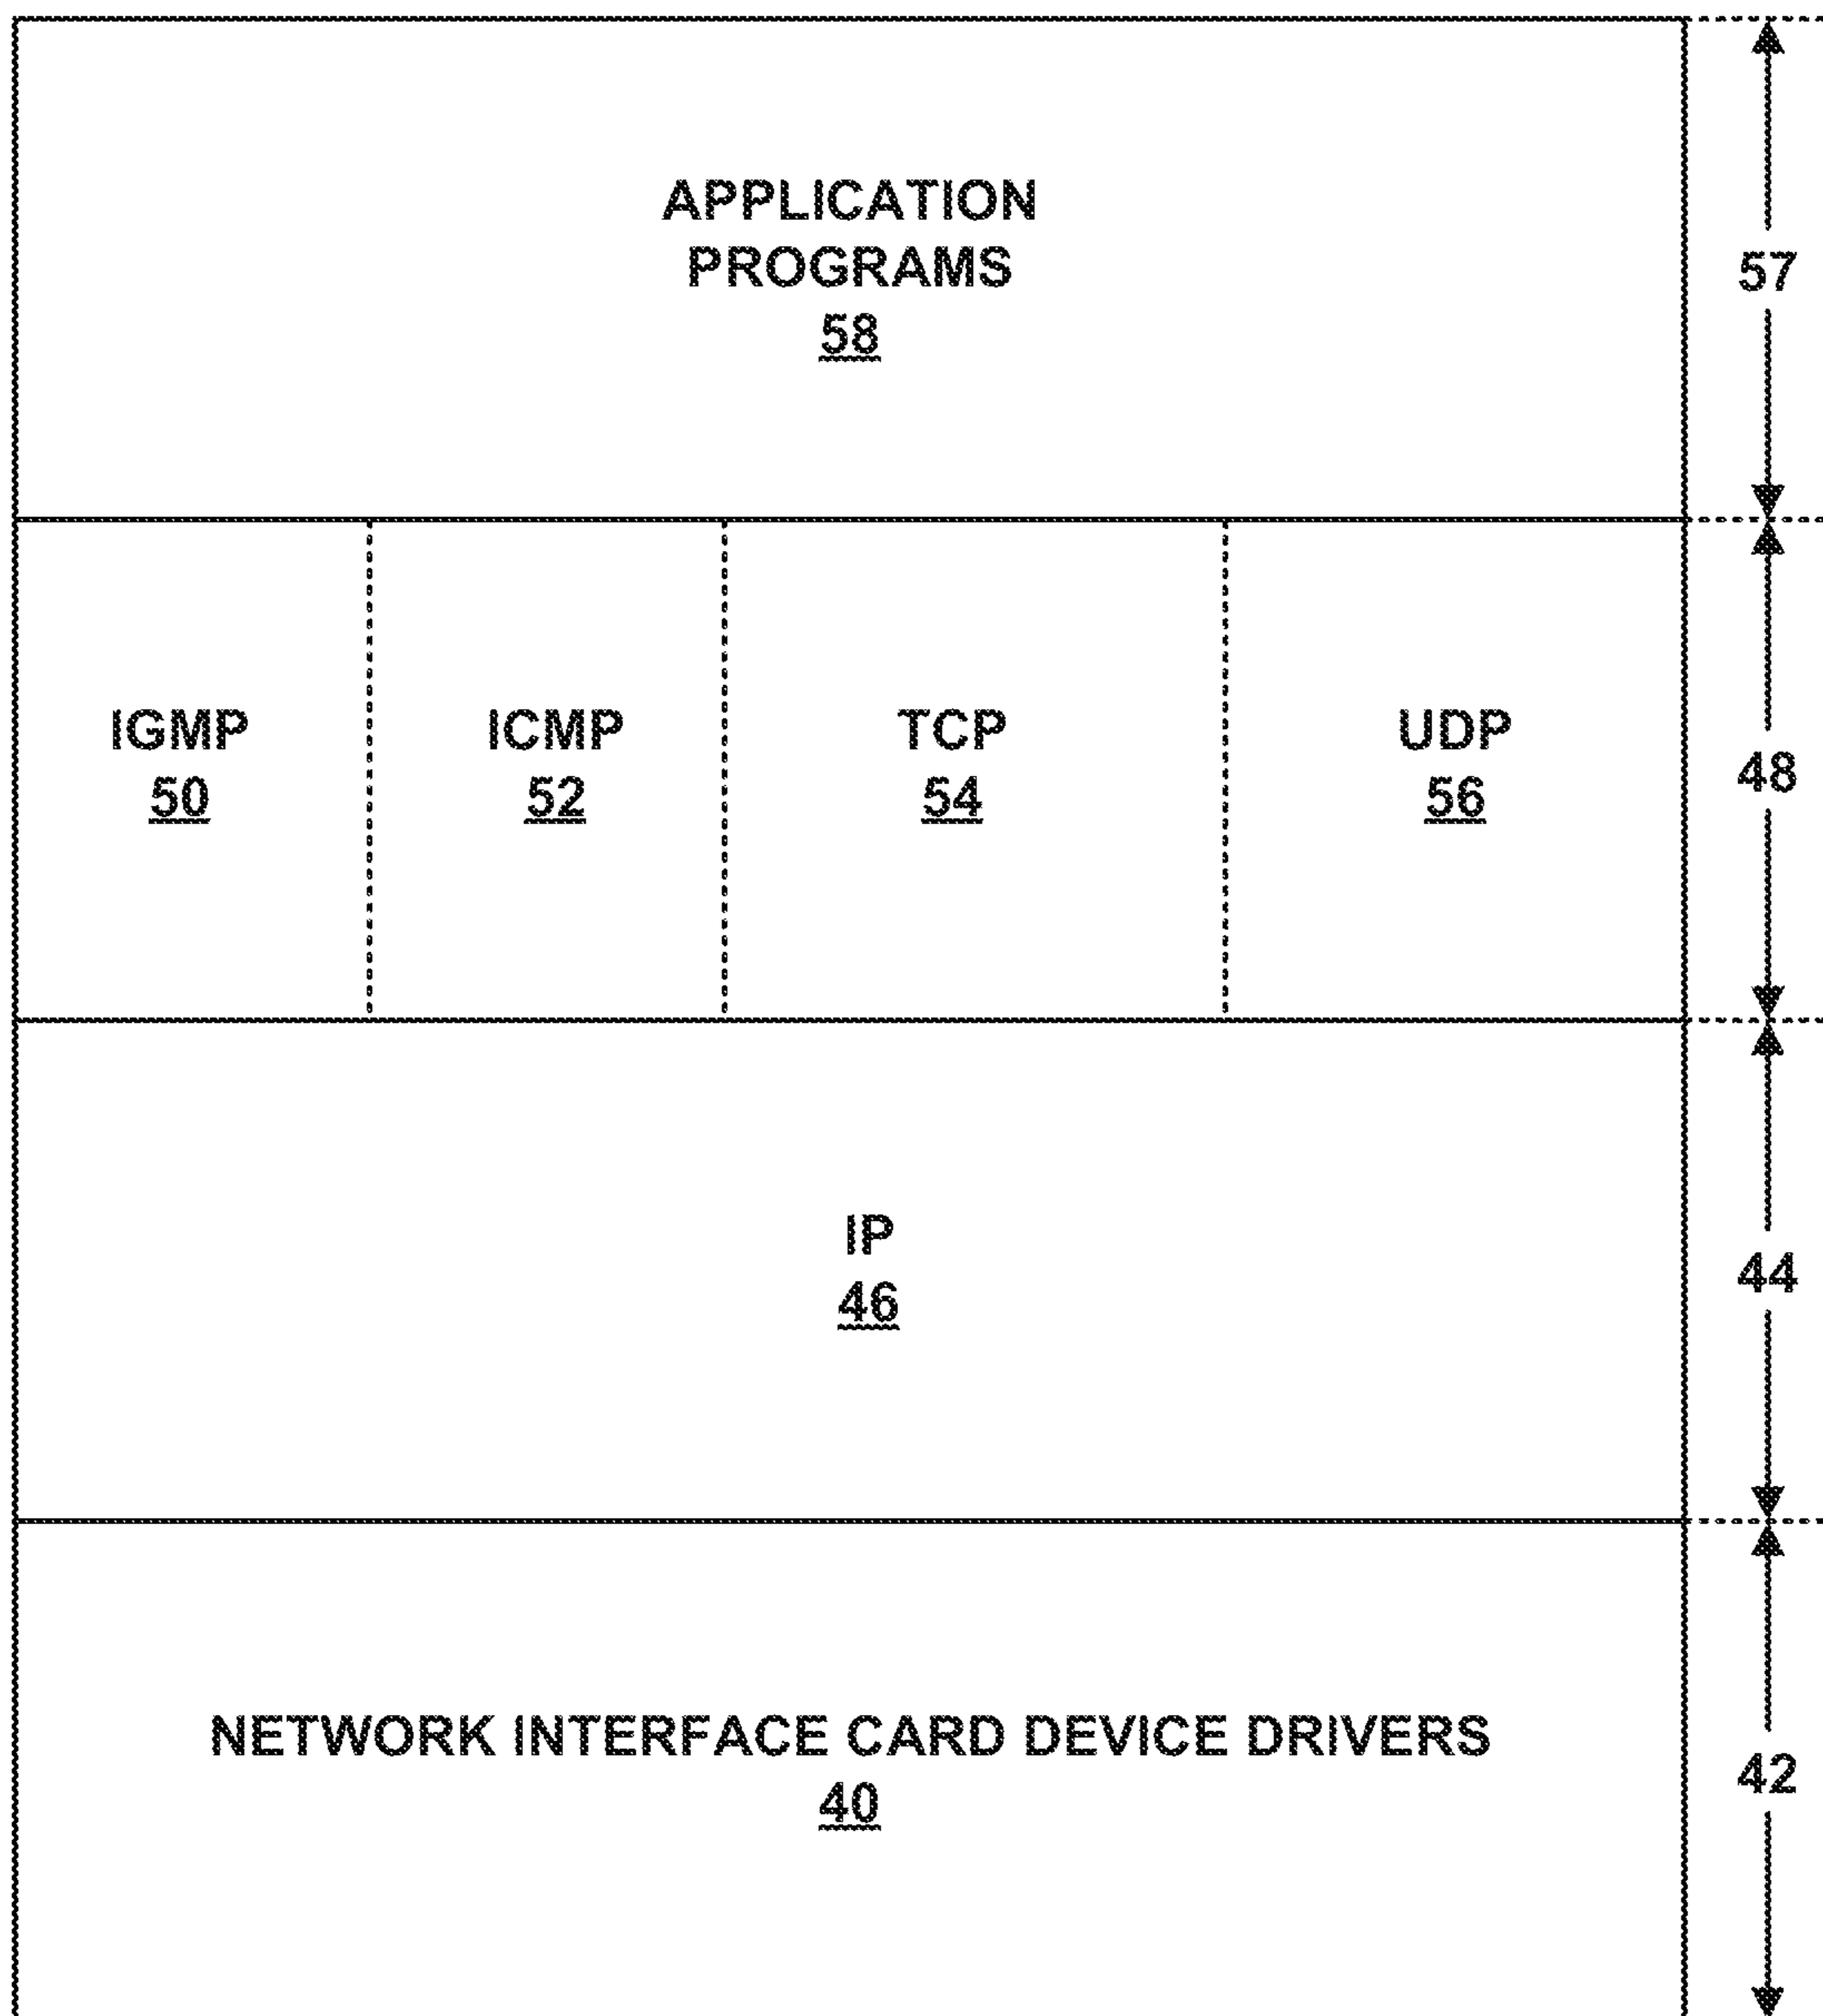 APPLICATION
PROGRAMS
58
57
IGMP
50
ICMP
52
TCP
54
UDP
56
48
IP
46
44
NETWORK INTERFACE CARD DEVICE DRIVERS
40
42